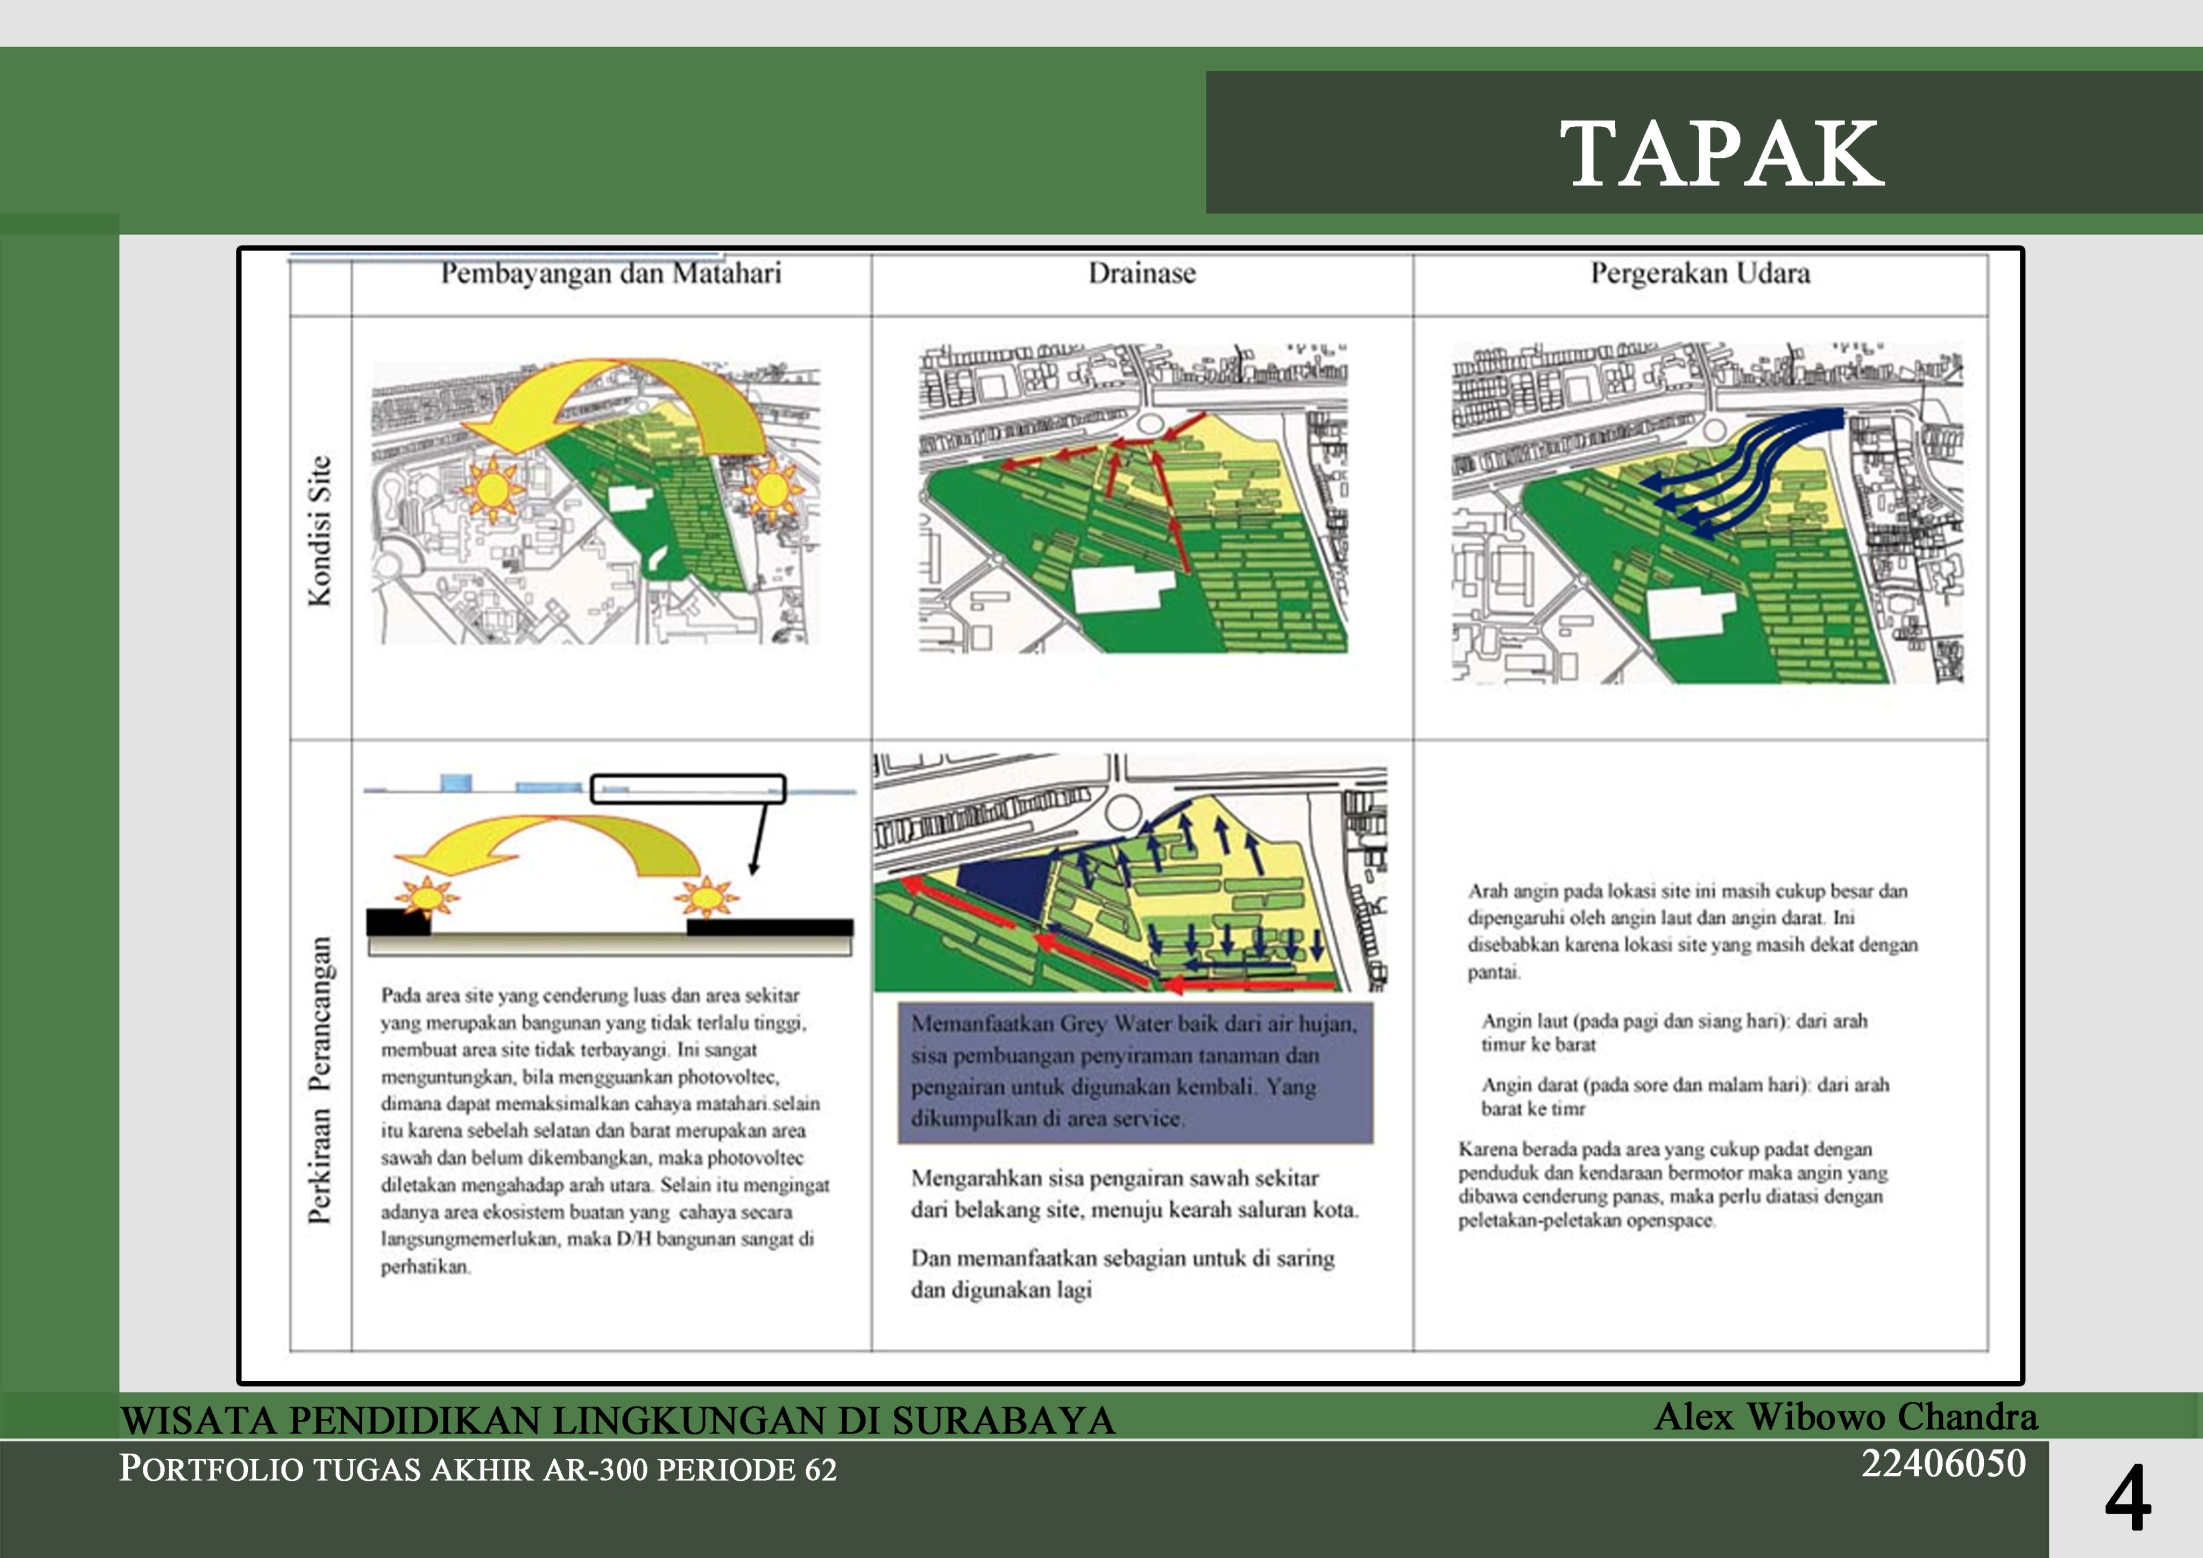 TAPAK
Pembayangan dan Matahari
Drainase
Pergerakan Udara
Kondisi Site
Perkiraan Perancangan
Pada area site yang cenderung luas dan area sekitar
yang merupakan bangunan yang tidak terlalu tinggi,
membuat area site tidak terbayangi. Ini sangat
menguntungkan, bila mengguankan photovoltec,
dimana dapat memaksimalkan cahaya matahari.selain
itu karena sebelah selatan dan barat merupakan area
sawah dan belum dikembangkan, maka photovoltec
diletakan mengahadap arah utara. Selain itu mengingat
adanya area ekosistem buatan yang cahaya secara
langsungmemerlukan, maka D/H bangunan sangat di
perhatikan.
Memanfaatkan Grey Water baik dari air hujan,
sisa pembuangan penyiraman tanaman dan
pengairan untuk digunakan kembali. Yang
dikumpulkan di area service.
Mengarahkan sisa pengairan sawah sekitar
dari belakang site, menuju kearah saluran kota.
Dan memanfaatkan sebagian untuk di saring
dan digunakan lagi
Arah angin pada lokasi site ini masih cukup besar dan
dipengaruhi oleh angin laut dan angin darat. Ini
disebabkan karena lokasi site yang masih dekat dengan
pantai.
Angin laut (pada pagi dan siang hari): dari arah
timur ke barat
Angin darat (pada sore dan malam hari): dari arah
barat ke timr
Karena berada pada area yang cukup padat dengan
penduduk dan kendaraan bermotor maka angin yang
dibawa cenderung panas, maka perlu diatasi dengan
peletakan-peletakan openspace.
WISATA PENDIDIKAN LINGKUNGAN DI SURABAYA
Alex Wibowo Chandra
PORTFOLIO TUGAS AKHIR AR-300 PERIODE 62
22406050
4